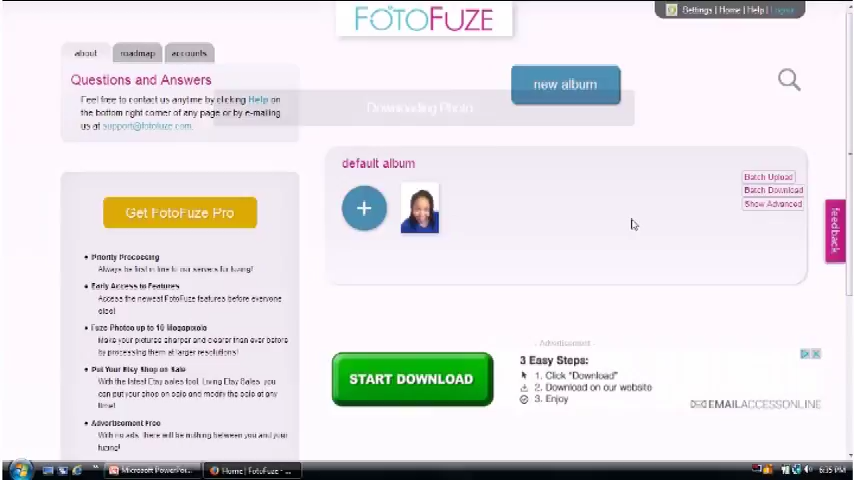 FOTOFUZE
Settings | Home | Help | Logout
about
roadmap
accounts
Questions and Answers
Feel free to contact us anytime by clicking Help on
the bottom right corner of any page or by e-mailing
us at support@fotofuze.com.
new album
Downloading Photo...
default album
Batch Upload
Batch Download
Show Advanced
feedback
Get FotoFuze Pro
Priority Processing
Always be first in line to our servers for fuzing!
Early Access to Features
Access the newest FotoFuze features before everyone
else!
Fuze Photos up to 10 Megapixels
Make your pictures sharper and clearer than ever before
by processing them at larger resolutions!
Put Your Etsy Shop on Sale
With the latest Etsy sales tool, Living Etsy Sales, you
can put your shop on sale and modify the sale at any
time!
Advertisement Free
With no ads, there will be nothing between you and your
fuzing!
Advertisement
START DOWNLOAD
3 Easy Steps:
1. Click "Download"
2. Download on our website
3. Enjoy
EMAILACCESSONLINE
Microsoft PowerPoi...
Home | FotoFuze - ...
6:35 PM